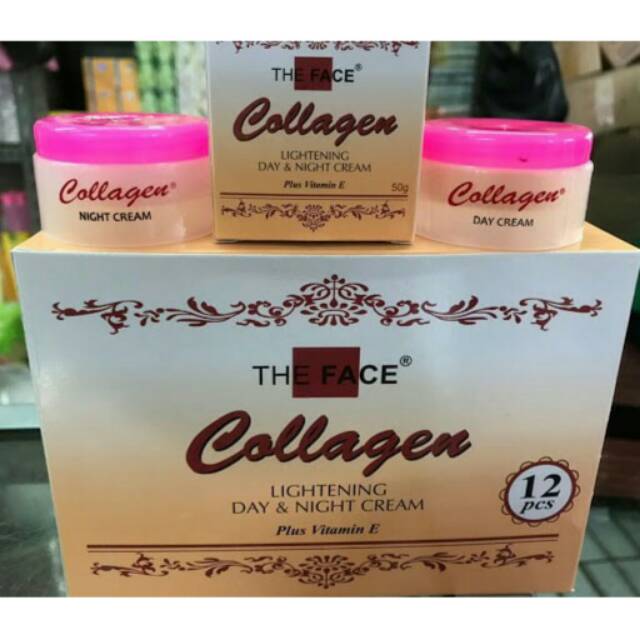 THE FACE®
Collagen
LIGHTENING
DAY & NIGHT CREAM
Plus Vitamin E
50g
Collagen®
NIGHT CREAM
Collagen®
DAY CREAM
THE FACE®
Collagen
LIGHTENING
DAY & NIGHT CREAM
Plus Vitamin E
12
pcs